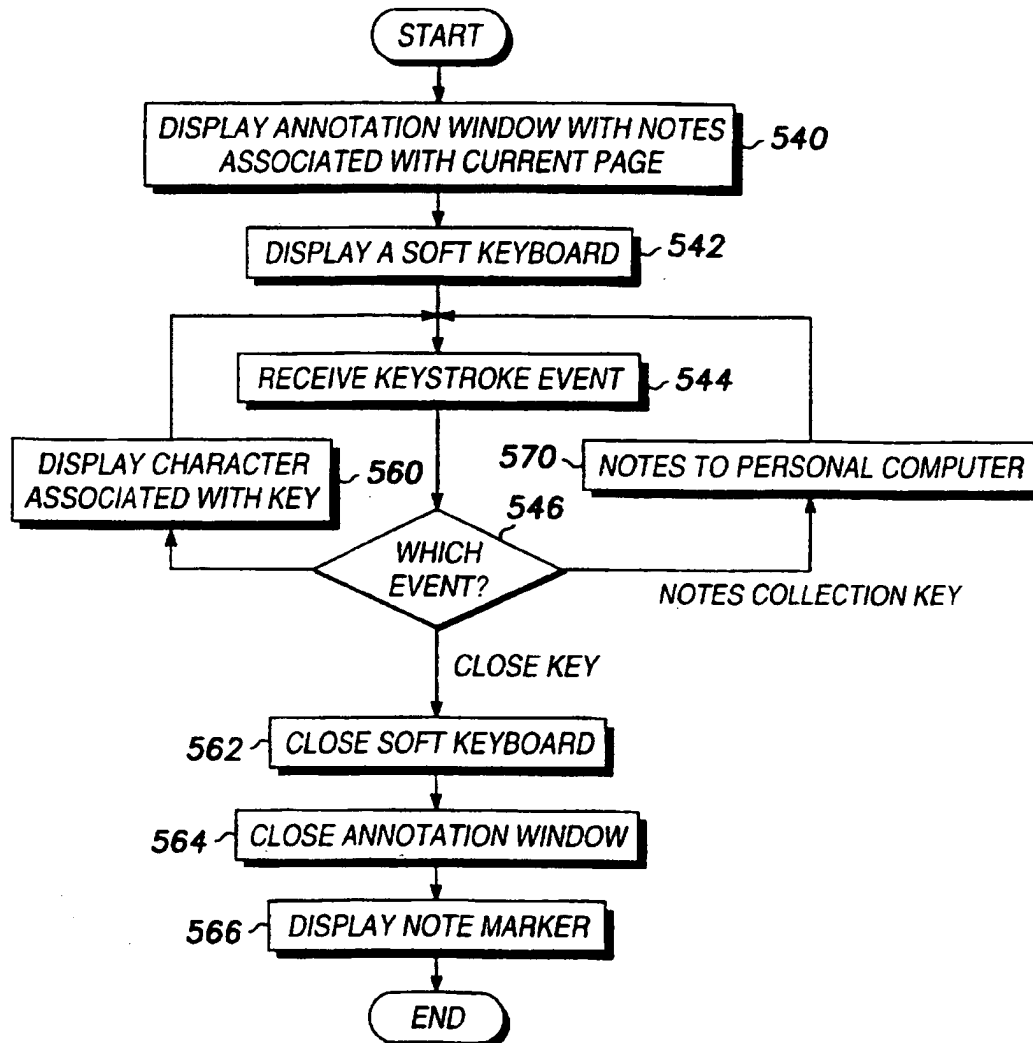 START
DISPLAY ANNOTATION WINDOW WITH NOTES
ASSOCIATED WITH CURRENT PAGE
540
DISPLAY A SOFT KEYBOARD
542
RECEIVE KEYSTROKE EVENT
544
DISPLAY CHARACTER
ASSOCIATED WITH KEY
560
570
NOTES TO PERSONAL COMPUTER
546
WHICH
EVENT?
NOTES COLLECTION KEY
CLOSE KEY
562
CLOSE SOFT KEYBOARD
564
CLOSE ANNOTATION WINDOW
566
DISPLAY NOTE MARKER
END